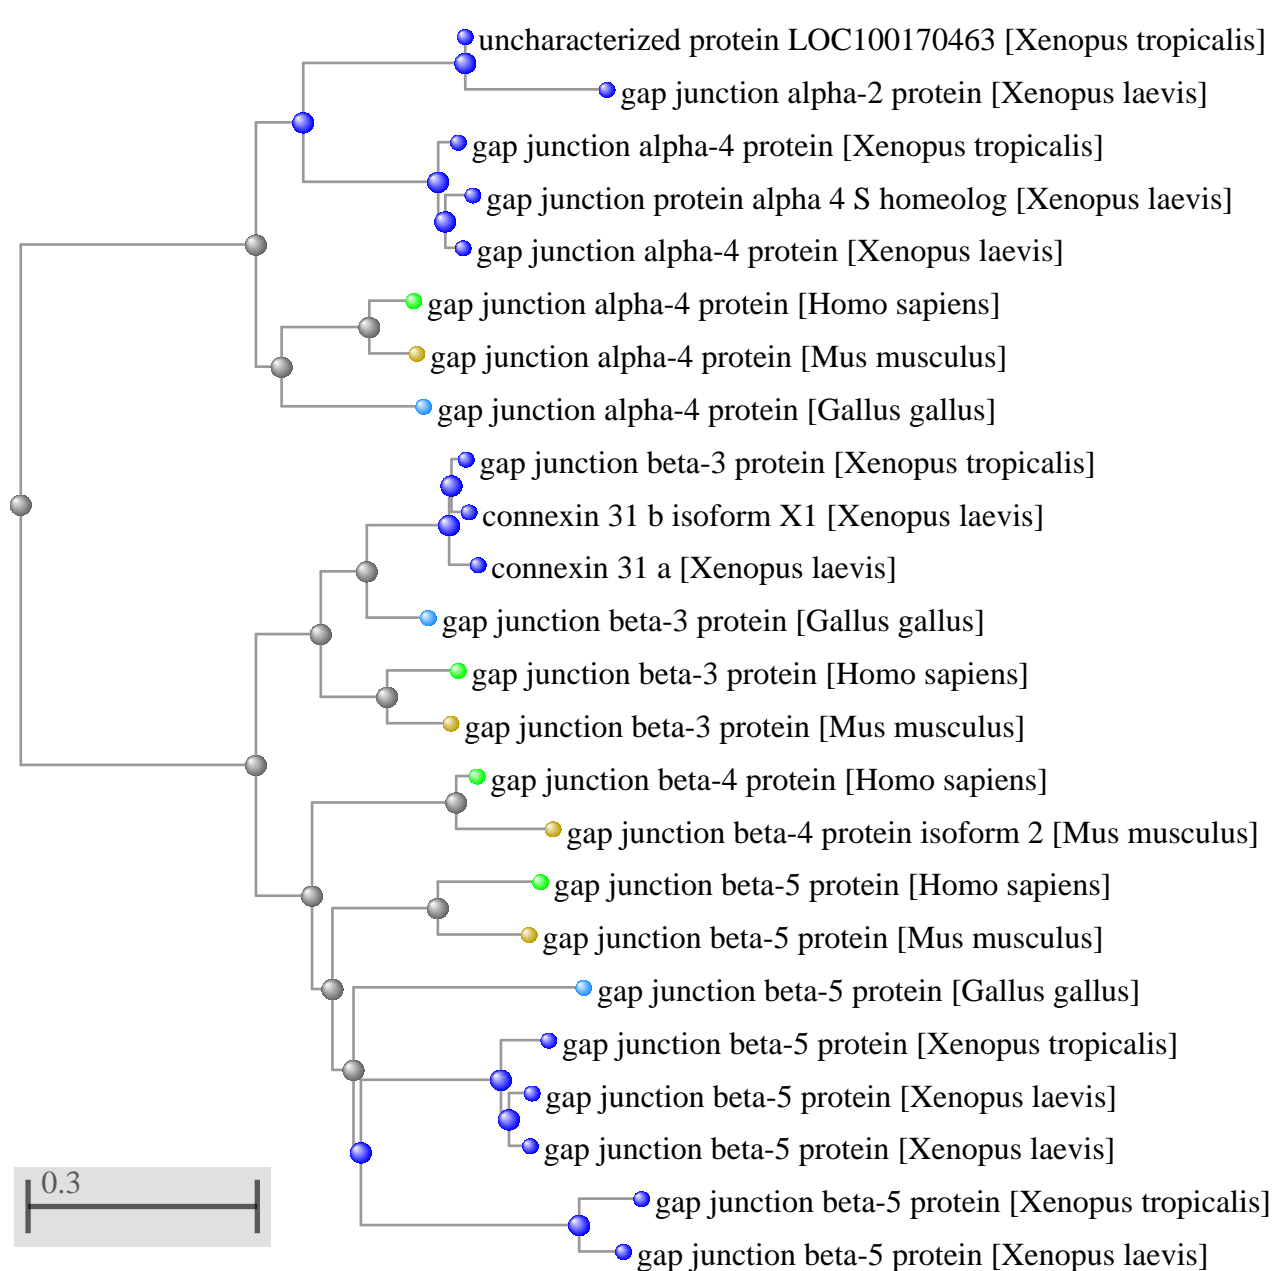 uncharacterized protein LOC100170463 [Xenopus tropicalis]
gap junction alpha-2 protein [Xenopus laevis]
gap junction alpha-4 protein [Xenopus tropicalis]
gap junction protein alpha 4 S homeolog [Xenopus laevis]
gap junction alpha-4 protein [Xenopus laevis]
gap junction alpha-4 protein [Homo sapiens]
gap junction alpha-4 protein [Mus musculus]
gap junction alpha-4 protein [Gallus gallus]
gap junction beta-3 protein [Xenopus tropicalis]
connexin 31 b isoform X1 [Xenopus laevis]
connexin 31 a [Xenopus laevis]
gap junction beta-3 protein [Gallus gallus]
gap junction beta-3 protein [Homo sapiens]
gap junction beta-3 protein [Mus musculus]
gap junction beta-4 protein [Homo sapiens]
gap junction beta-4 protein isoform 2 [Mus musculus]
gap junction beta-5 protein [Homo sapiens]
gap junction beta-5 protein [Mus musculus]
gap junction beta-5 protein [Gallus gallus]
gap junction beta-5 protein [Xenopus tropicalis]
gap junction beta-5 protein [Xenopus laevis]
gap junction beta-5 protein [Xenopus laevis]
0.3
gap junction beta-5 protein [Xenopus tropicalis]
gap junction beta-5 protein [Xenopus laevis]